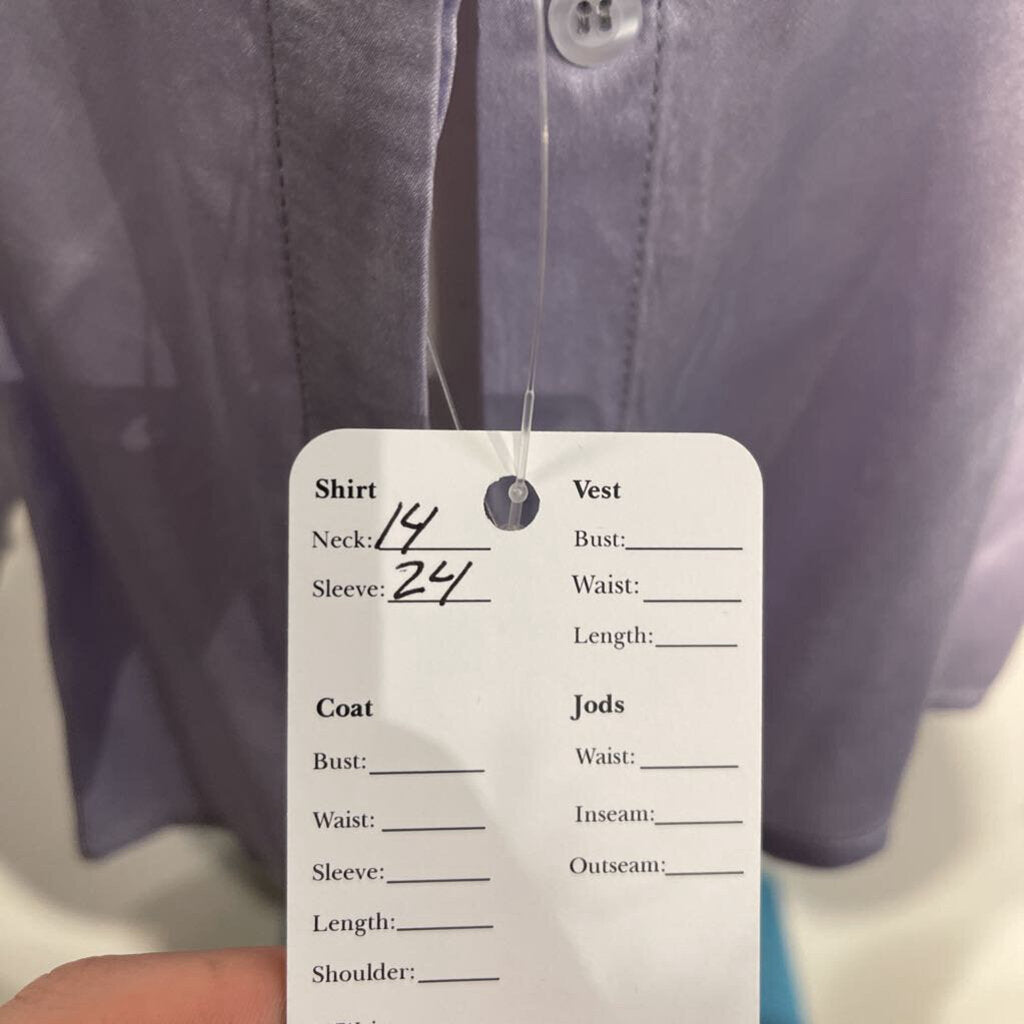 Shirt
Neck: 14
Sleeve: 24
Vest
Bust:
Waist:
Length:
Coat
Bust:
Waist:
Sleeve:
Length:
Shoulder:
Jods
Waist:
Inseam:
Outseam: